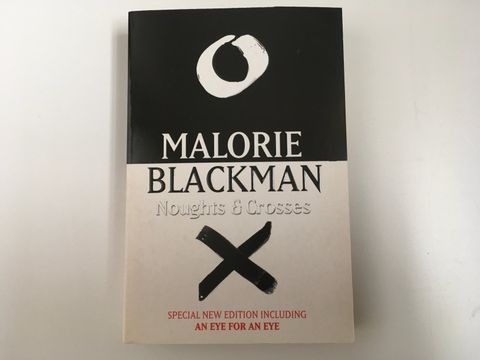 MALORIE
BLACKMAN
Noughts & Crosses
SPECIAL NEW EDITION INCLUDING
AN EYE FOR AN EYE